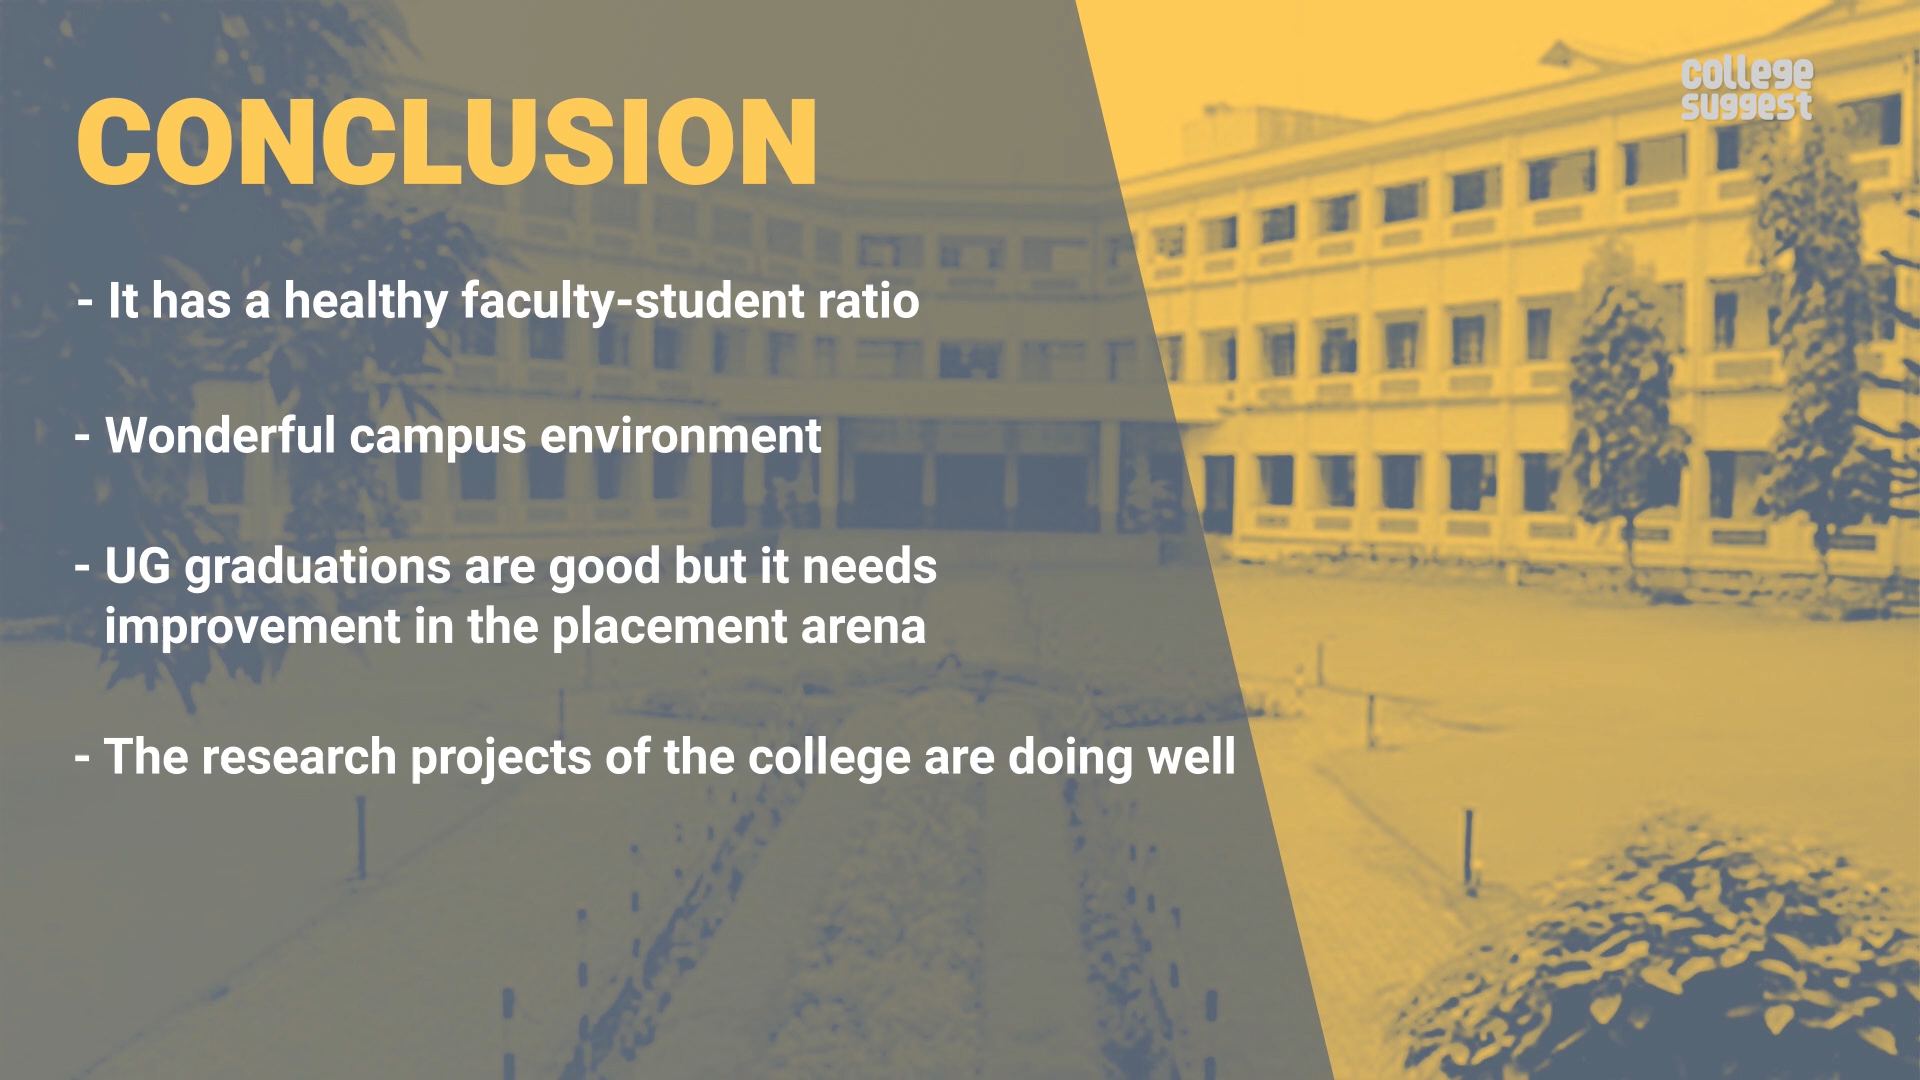 college
suggest
CONCLUSION
- It has a healthy faculty-student ratio
- Wonderful campus environment
- UG graduations are good but it needs
improvement in the placement arena
- The research projects of the college are doing well